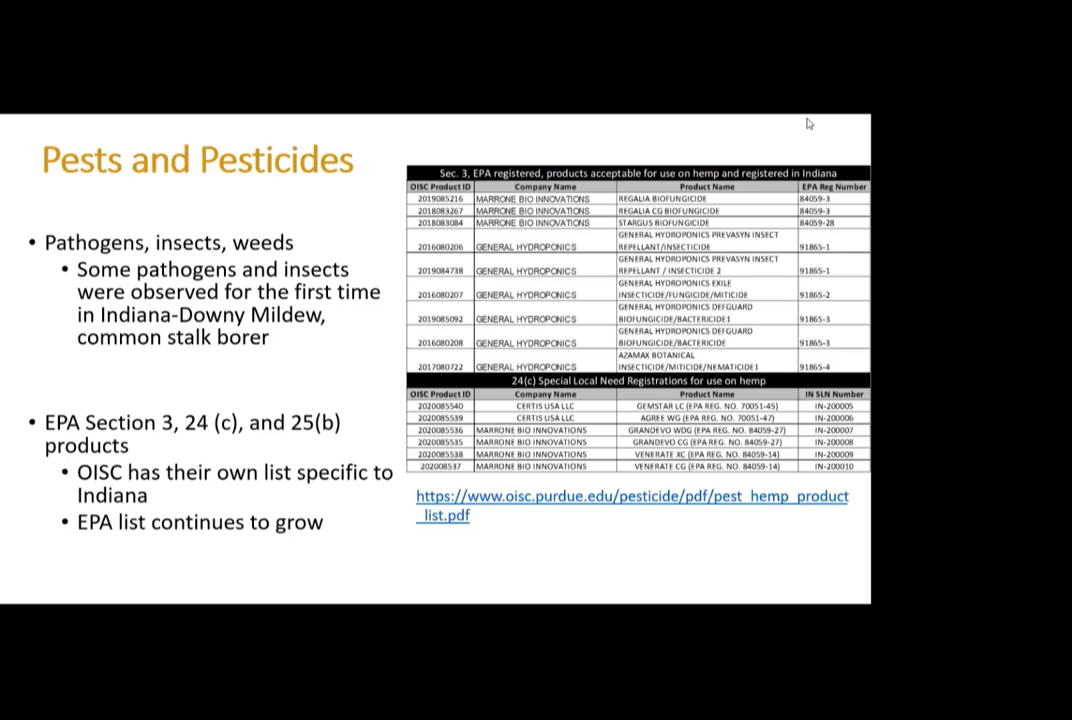 Pests and Pesticides
• Pathogens, insects, weeds
• Some pathogens and insects
were observed for the first time
in Indiana-Downy Mildew,
common stalk borer
• EPA Section 3, 24 (c), and 25(b)
products
• OISC has their own list specific to
Indiana
• EPA list continues to grow
Sec. 3, EPA registered, products acceptable for use on hemp and registered in Indiana
OISC Product ID Company Name Product Name EPA Reg Number
2019085216 MARRONE BIO INNOVATIONS REGALIA BIOFUNGICIDE 84059-3
2018083267 MARRONE BIO INNOVATIONS REGALIA CG BIOFUNGICIDE 84059-3
2018083084 MARRONE BIO INNOVATIONS STARGUS BIOFUNGICIDE 84059-28
GENERAL HYDROPONICS PREVASYN INSECT
2016080206 GENERAL HYDROPONICS REPELLANT/INSECTICIDE 91865-1
GENERAL HYDROPONICS PREVASYN INSECT
2019084738 GENERAL HYDROPONICS REPELLANT / INSECTICIDE 2 91865-1
GENERAL HYDROPONICS EXILE
2016080207 GENERAL HYDROPONICS INSECTICIDE/FUNGICIDE/MITICIDE 91865-2
GENERAL HYDROPONICS DEFGUARD
2019085092 GENERAL HYDROPONICS BIOFUNGICIDE/BACTERICIDE1 91865-3
GENERAL HYDROPONICS DEFGUARD
2016080208 GENERAL HYDROPONICS BIOFUNGICIDE/BACTERICIDE 91865-3
AZAMAX BOTANICAL
2017080722 GENERAL HYDROPONICS INSECTICIDE/MITICIDE/NEMATICIDE1 91865-4
24(c) Special Local Need Registrations for use on hemp
OISC Product ID Company Name Product Name IN SLN Number
2020085540 CERTIS USA LLC GEMSTAR LC (EPA REG. NO. 70051-45) IN-200005
2020085539 CERTIS USA LLC AGREE WG (EPA REG. NO. 70051-47) IN-200006
2020085536 MARRONE BIO INNOVATIONS GRANDEVO WDG (EPA REG. NO. 84059-27) IN-200007
2020085535 MARRONE BIO INNOVATIONS GRANDEVO CG (EPA REG. NO. 84059-27) IN-200008
2020085538 MARRONE BIO INNOVATIONS VENERATE XC (EPA REG. NO. 84059-14) IN-200009
202008537 MARRONE BIO INNOVATIONS VENERATE CG (EPA REG. NO. 84059-14) IN-200010
https://www.oisc.purdue.edu/pesticide/pdf/pest_hemp_product
_list.pdf